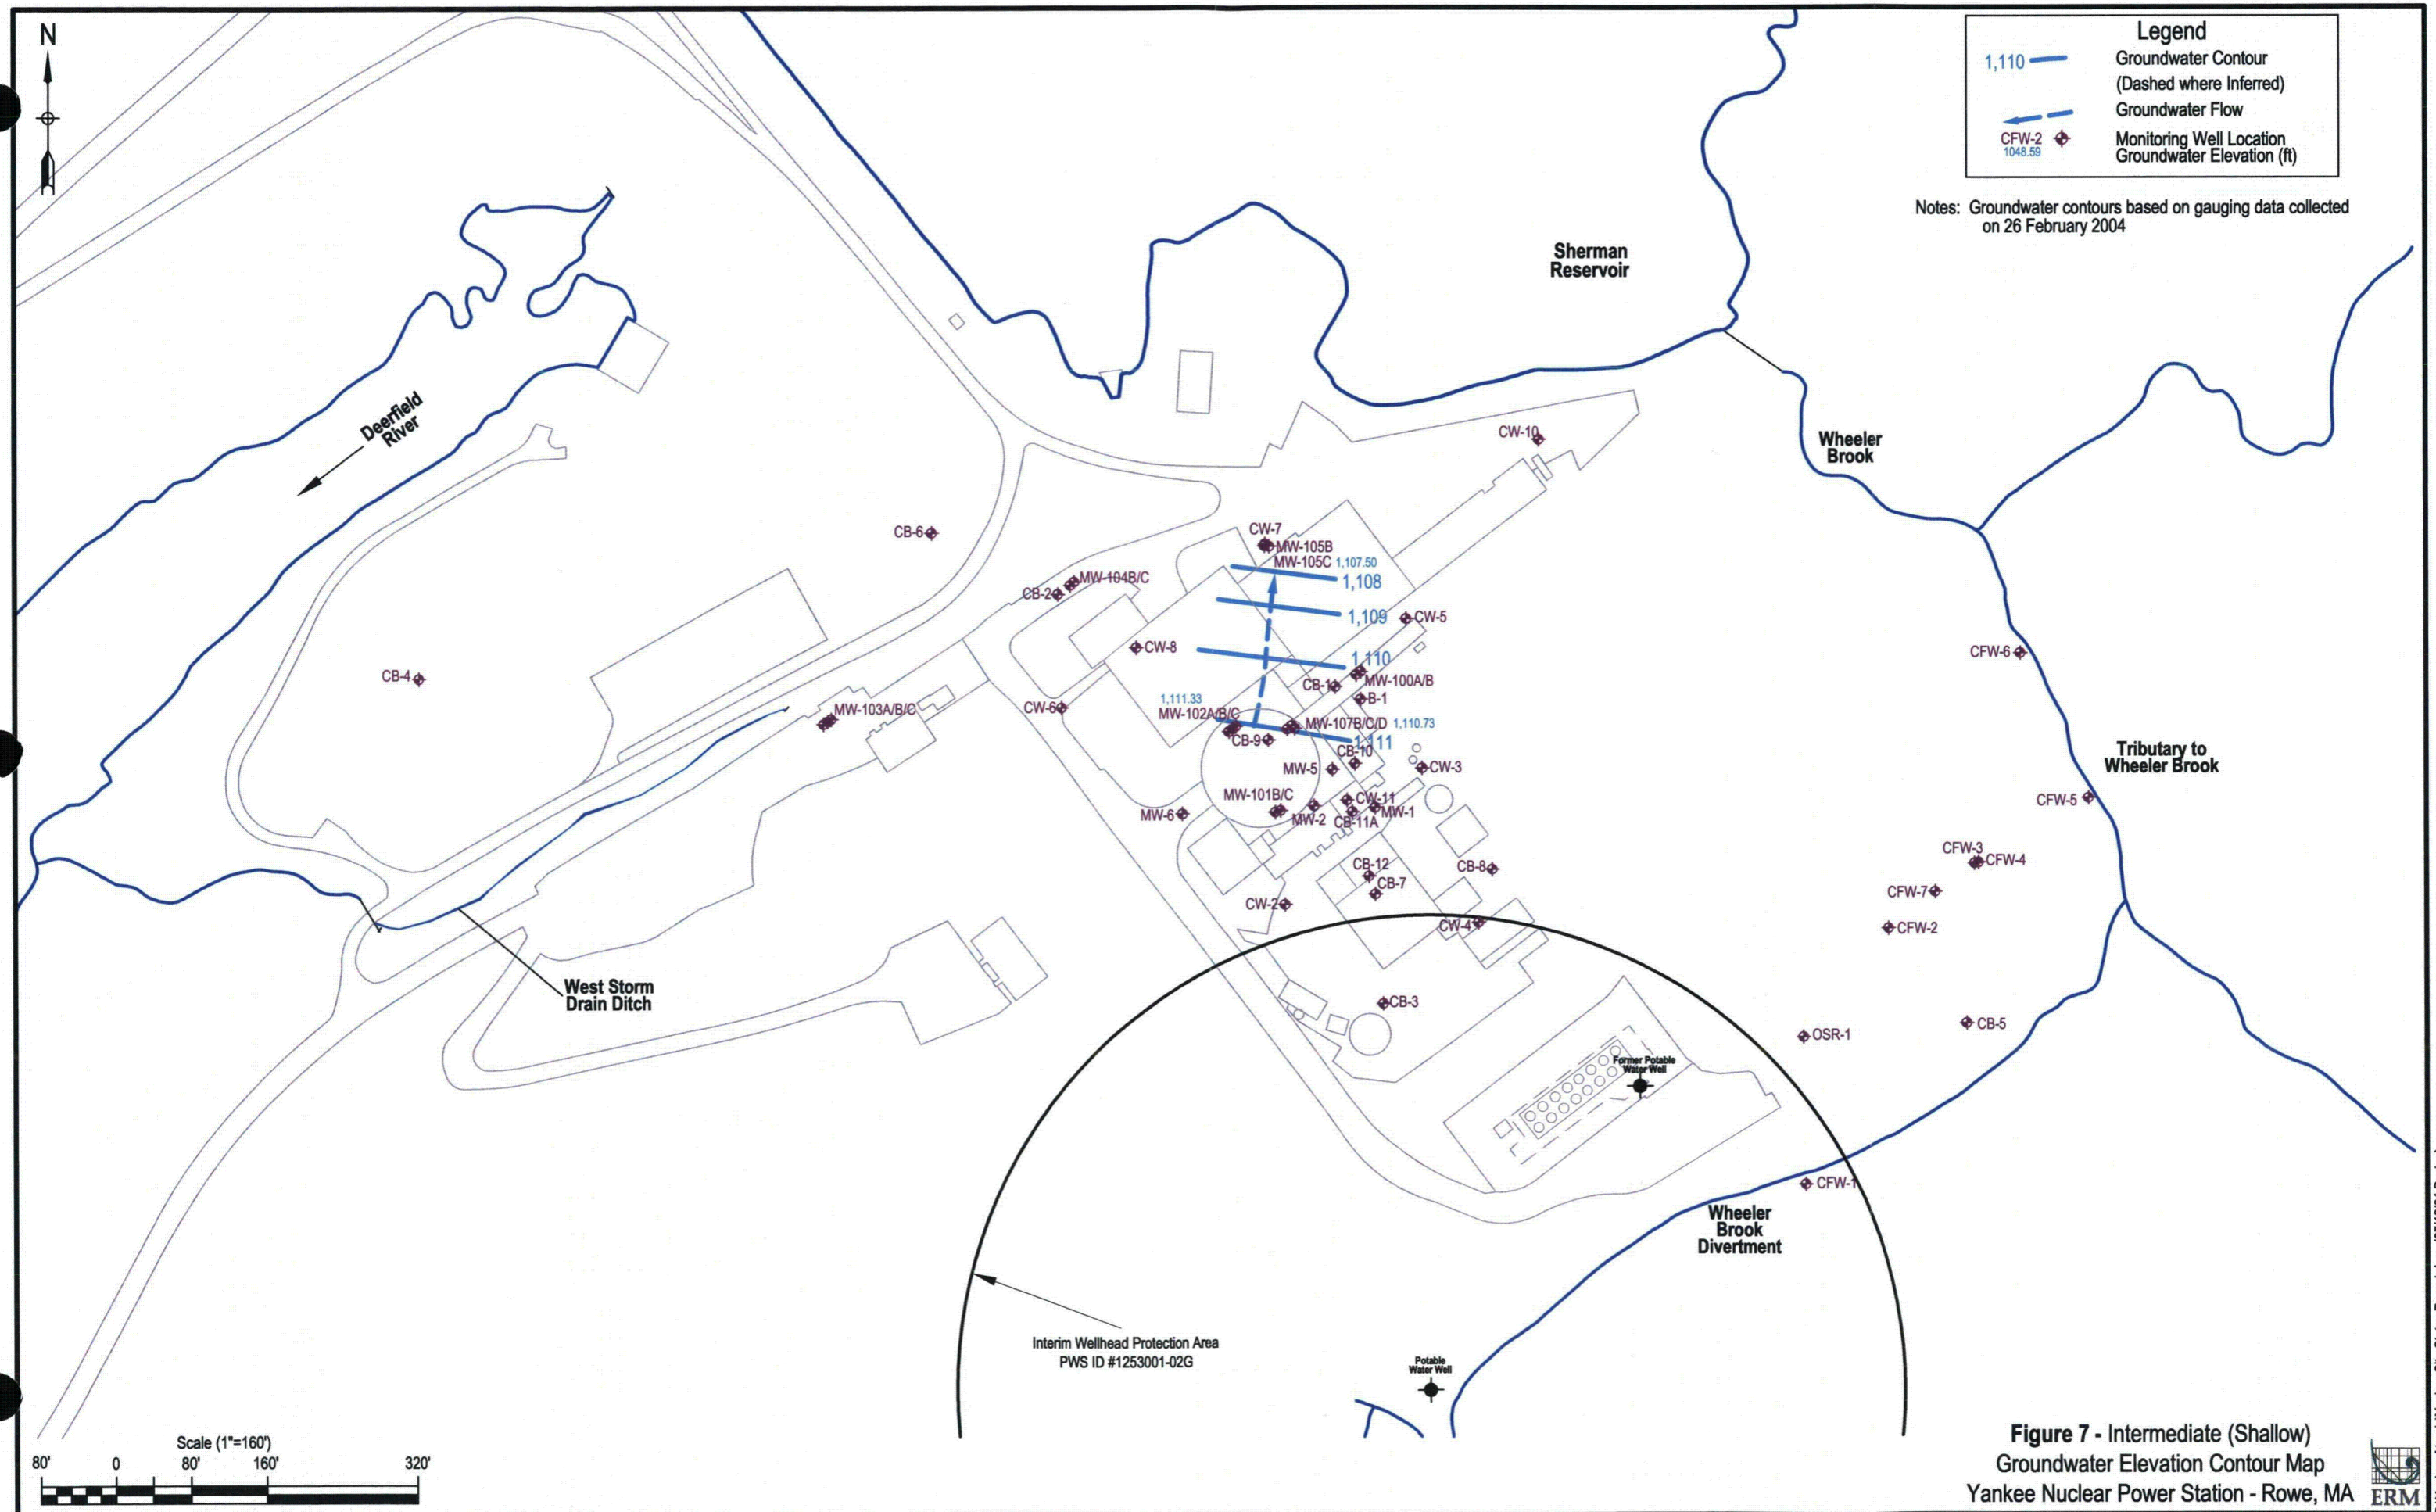 N
Legend
1,110
Groundwater Contour
(Dashed where Inferred)
Groundwater Flow
CFW-2
1048.59
Monitoring Well Location
Groundwater Elevation (ft)
Notes: Groundwater contours based on gauging data collected
on 26 February 2004
Sherman
Reservoir
Deerfield
River
Wheeler
Brook
CW-10
CB-6
CW-7
MW-105B
MW-105C 1,107.50
1,108
MW-104B/C
CB-2
1,109
CW-5
CW-8
1,110
CFW-6
CB-4
MW-100A/B
CB-1
B-1
1,111.33
CW-6
MW-102A/B/C
MW-103A/B/C
MW-107B/C/D 1,110.73
CB-9
1,111
CB-10
Tributary to
Wheeler Brook
MW-5
CW-3
MW-101B/C
CW-11
CFW-5
MW-6
MW-2
CB-11A
MW-1
CFW-3
CFW-4
CB-12
CB-8
CB-7
CFW-7
CW-2
CW-4
CFW-2
West Storm
Drain Ditch
CB-3
CB-5
OSR-1
Former Potable
Water Well
CFW-1
Wheeler
Brook
Divertment
Interim Wellhead Protection Area
PWS ID #1253001-02G
Potable
Water Well
Scale (1"=160')
80' 0 80' 160' 320'
Figure 7 - Intermediate (Shallow)
Groundwater Elevation Contour Map
Yankee Nuclear Power Station - Rowe, MA
ERM